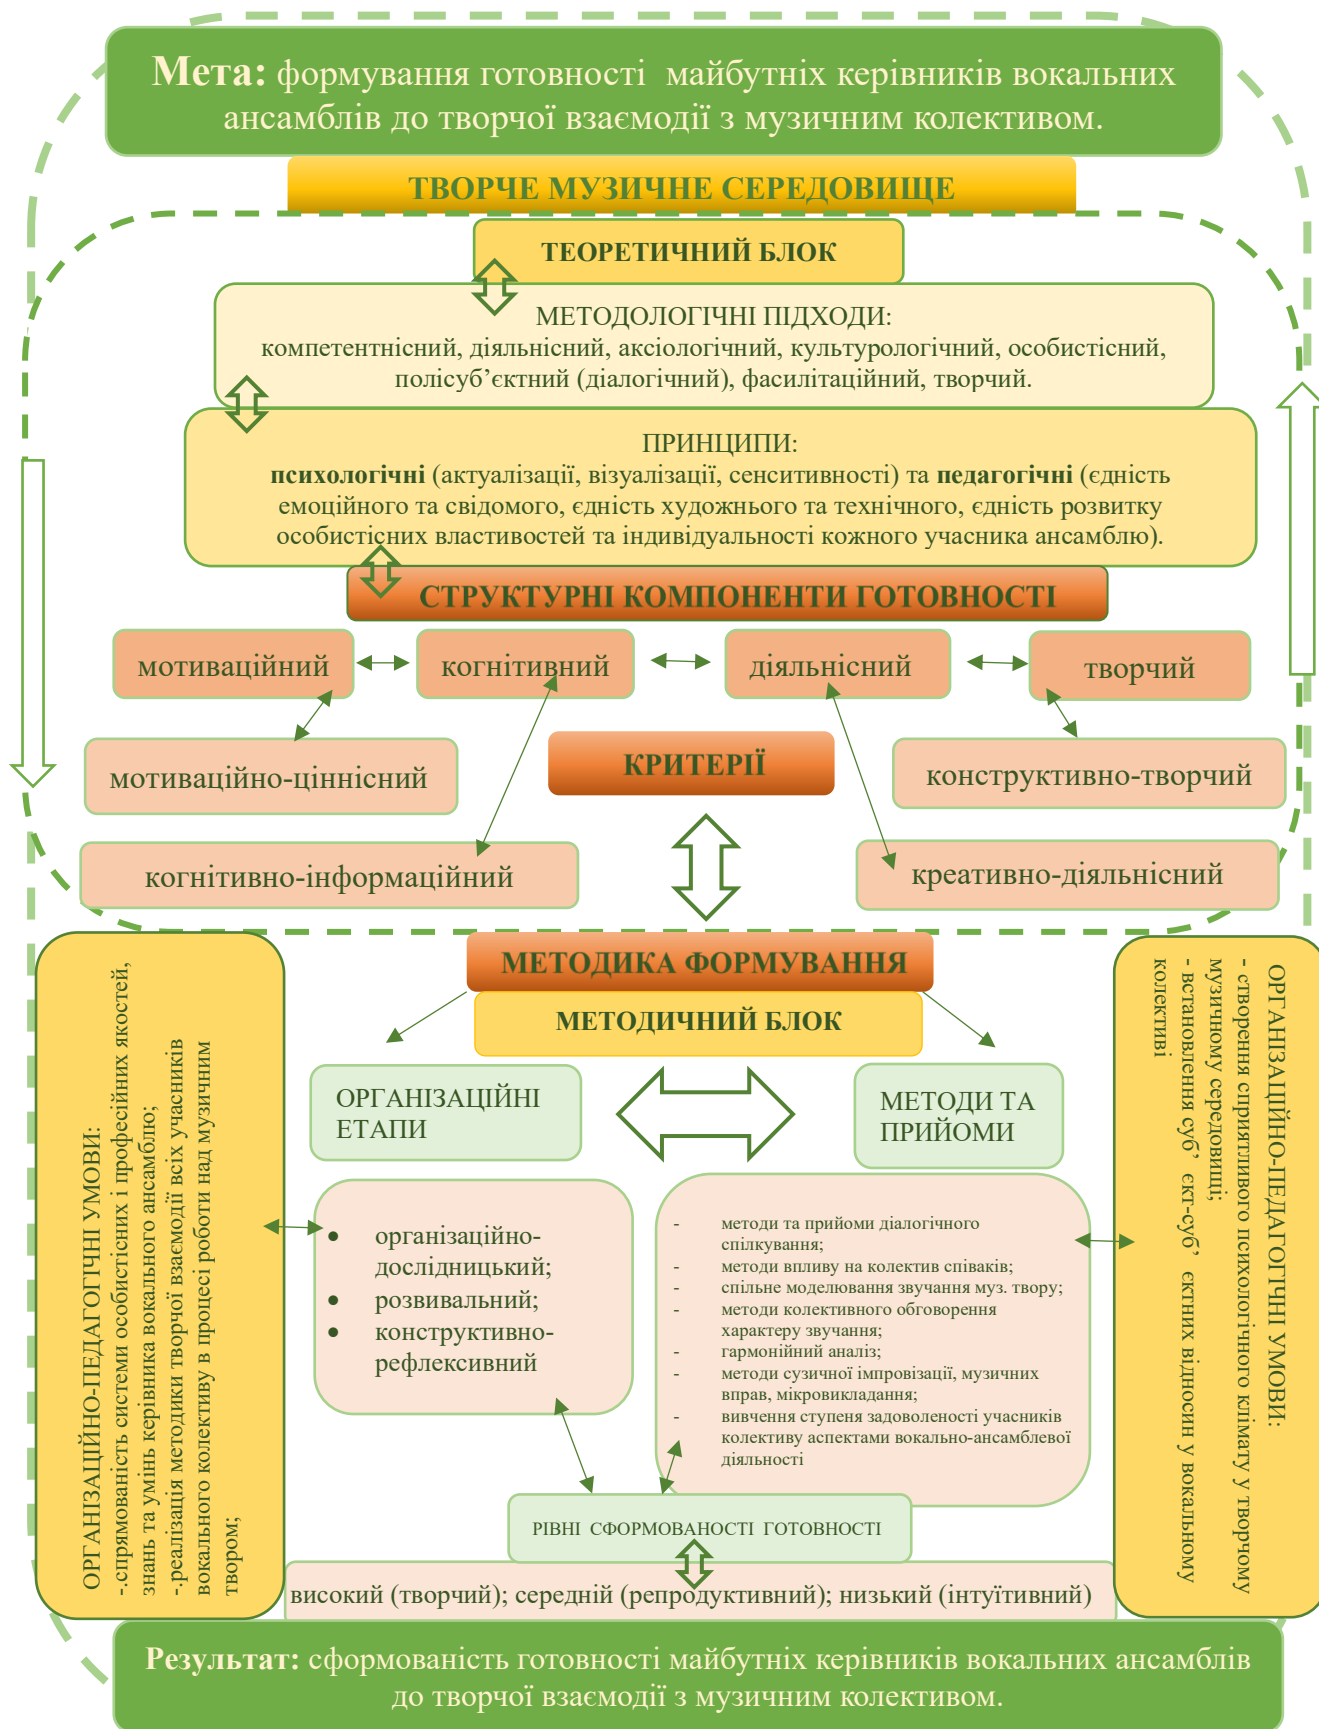 Мета: формування готовності майбутніх керівників вокальних
ансамблів до творчої взаємодії з музичним колективом.
ТВОРЧЕ МУЗИЧНЕ СЕРЕДОВИЩЕ
ТЕОРЕТИЧНИЙ БЛОК
МЕТОДОЛОГІЧНІ ПІДХОДИ:
компетентнісний, діяльнісний, аксіологічний, культурологічний, особистісний,
полісуб’єктний (діалогічний), фасилітаційний, творчий.
ПРИНЦИПИ:
психологічні (актуалізації, візуалізації, сенситивності) та педагогічні (єдність
емоційного та свідомого, єдність художнього та технічного, єдність розвитку
особистісних властивостей та індивідуальності кожного учасника ансамблю).
СТРУКТУРНІ КОМПОНЕНТИ ГОТОВНОСТІ
мотиваційний
когнітивний
діяльнісний
творчий
мотиваційно-ціннісний
КРИТЕРІЇ
конструктивно-творчий
когнітивно-інформаційний
креативно-діяльнісний
МЕТОДИКА ФОРМУВАННЯ
МЕТОДИЧНИЙ БЛОК
ОРГАНІЗАЦІЙНО-ПЕДАГОГІЧНІ УМОВИ:
-.спрямованість системи особистісних і професійних якостей,
знань та умінь керівника вокального ансамблю;
-.реалізація методики творчої взаємодії всіх учасників
вокального колективу в процесі роботи над музичним
твором;
ОРГАНІЗАЦІЙНІ
ЕТАПИ
МЕТОДИ ТА
ПРИЙОМИ
ОРГАНІЗАЦІЙНО-ПЕДАГОГІЧНІ УМОВИ:
- створення сприятливого психологічного клімату у творчому
музичному середовищі;
- встановлення суб’ єкт-суб’ єктних відносин у вокальному
колективі
• організаційно-
дослідницький;
• розвивальний;
• конструктивно-
рефлексивний
- методи та прийоми діалогічного
спілкування;
- методи впливу на колектив співаків;
- спільне моделювання звучання муз. твору;
- методи колективного обговорення
характеру звучання;
- гармонійний аналіз;
- методи сузичної імпровізації, музичних
вправ, мікровикладання;
- вивчення ступеня задоволеності учасників
колективу аспектами вокально-ансамблевої
діяльності
РІВНІ СФОРМОВАНОСТІ ГОТОВНОСТІ
високий (творчий); середній (репродуктивний); низький (інтуїтивний)
Результат: сформованість готовності майбутніх керівників вокальних ансамблів
до творчої взаємодії з музичним колективом.